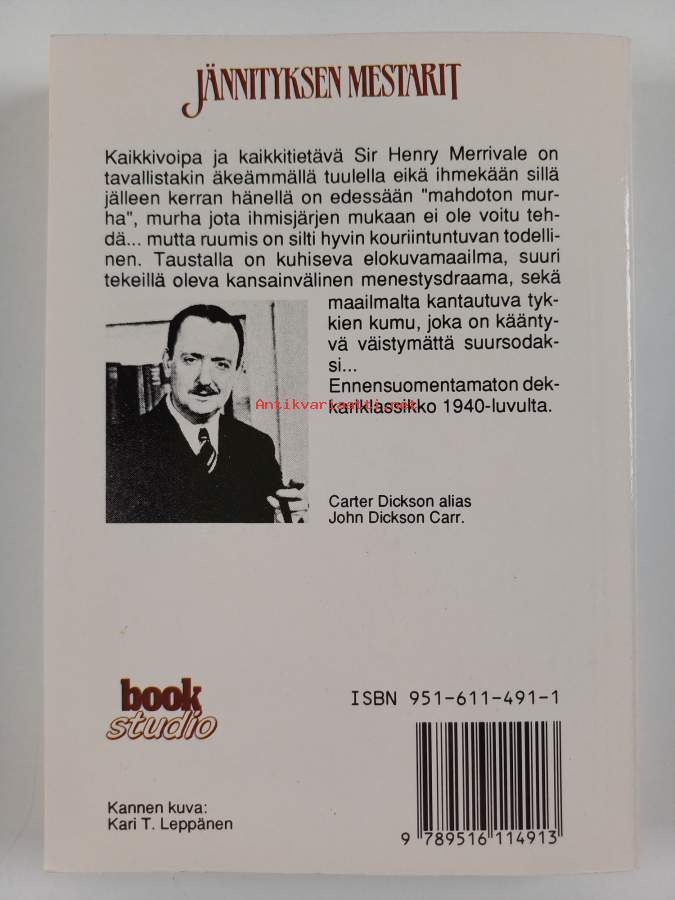 JÄNNITYKSEN MESTARIT
Kaikkivoipa ja kaikkitietävä Sir Henry Merrivale on
tavallistakin äkeämmällä tuulella eikä ihmekään sillä
jälleen kerran hänellä on edessään "mahdoton mur-
ha", murha jota ihmisjärjen mukaan ei ole voitu teh-
dä... mutta ruumis on silti hyvin kouriintuntuvan todelli-
nen. Taustalla on kuhiseva elokuvamaailma, suuri
tekeillä oleva kansainvälinen menestysdraama, sekä
maailmalta kantautuva tyk-
kien kumu, joka on käänty-
vä väistymättä suursodak-
si...
Ennensuomentamaton dek-
kariklassikko 1940-luvulta.
Antikvariaatti.net
Carter Dickson alias
John Dickson Carr.
book
studio
ISBN 951-611-491-1
Kannen kuva:
Kari T. Leppänen
9 789516 114913